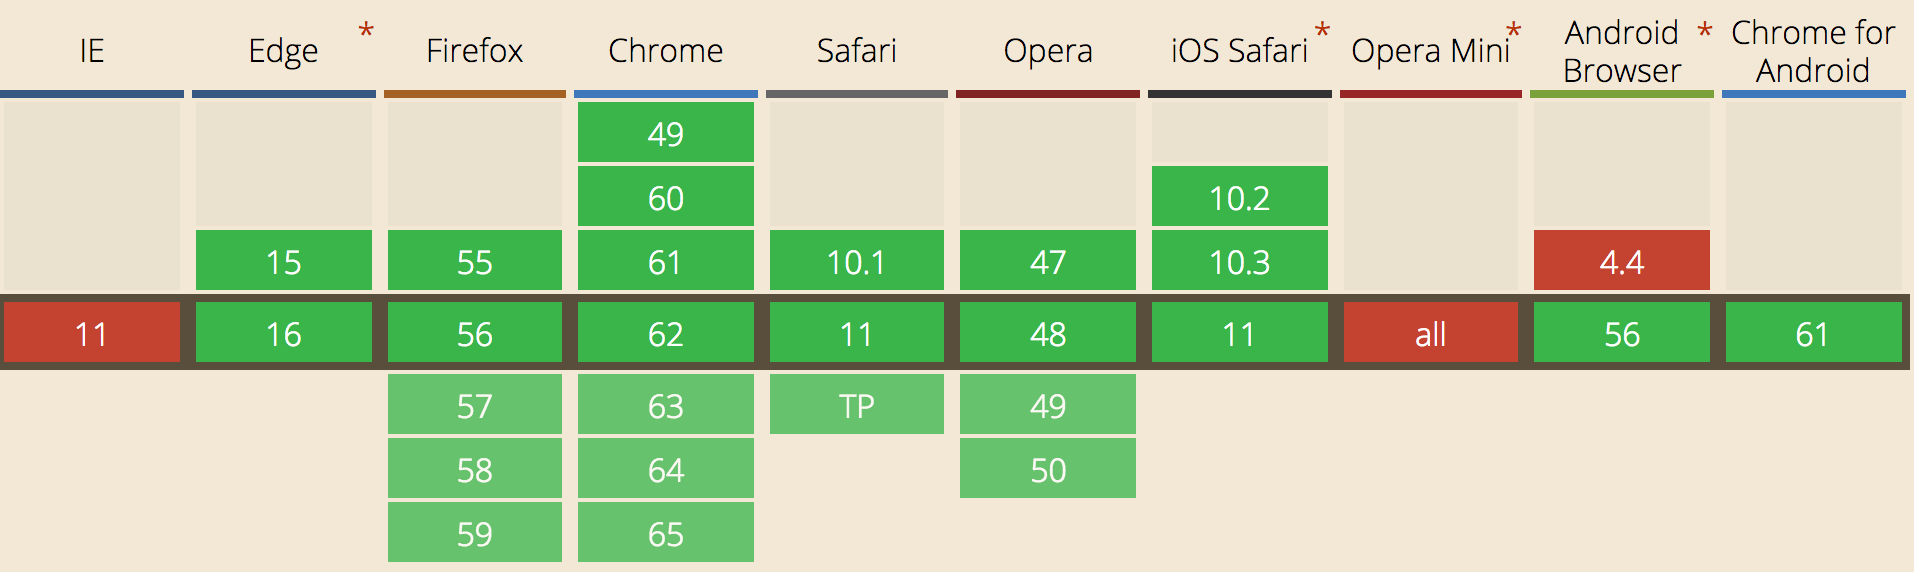 IE Edge * Firefox Chrome Safari Opera iOS Safari * Opera Mini * Android Browser * Chrome for Android
49
60 10.2
15 55 61 10.1 47 10.3 4.4
11 16 56 62 11 48 11 all 56 61
57 63 TP 49
58 64 50
59 65